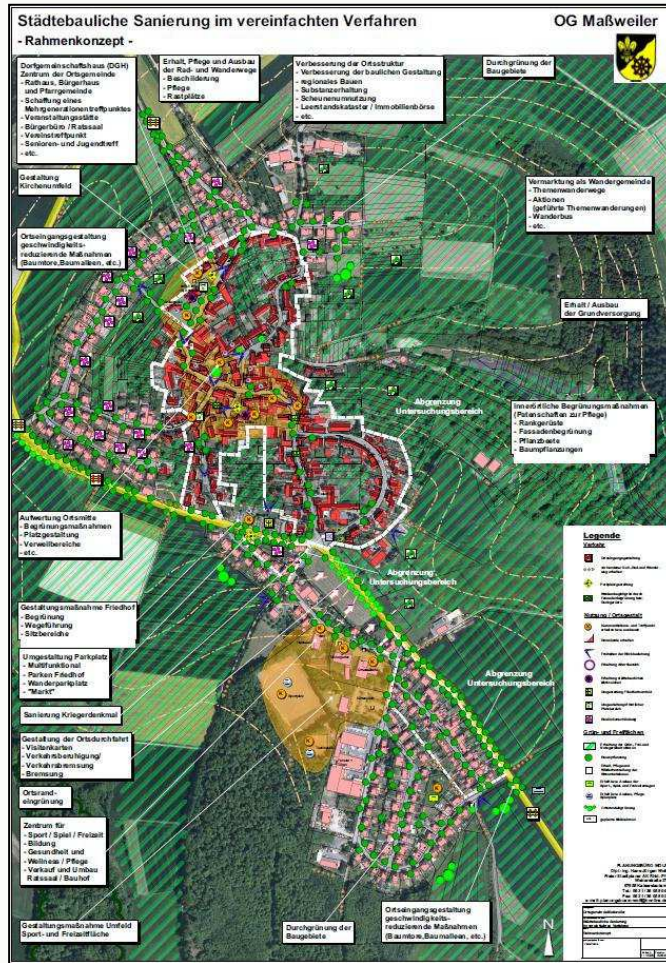 Städtebauliche Sanierung im vereinfachten Verfahren
OG Maßweiler
- Rahmenkonzept -
Dorfgemeinschaftshaus (DGH)
Zentrum der Ortsgemeinde
- Rathaus, Bürgerhaus
und Pfarrgemeinde
- Schaffung eines
Mehrgenerationentreffpunktes
- Veranstaltungsstätte
- Bürgerbüro / Ratssaal
- Vereinstreffpunkt
- Senioren- und Jugendtreff
- etc.
Erhalt, Pflege und Ausbau
der Rad- und Wanderwege
- Beschilderung
- Pflege
- Rastplätze
Verbesserung der Ortsstruktur
- Verbesserung der baulichen Gestaltung
- regionales Bauen
- Substanzerhaltung
- Scheunenumnutzung
- Leerstandskataster / Immobilienbörse
- etc.
Durchgrünung der
Baugebiete
Gestaltung
Kirchenumfeld
Vermarktung als Wandergemeinde
- Themenwanderwege
- Aktionen
(geführte Themenwanderungen)
- Wanderbus
- etc.
Ortseingangsgestaltung
geschwindigkeits-
reduzierende Maßnahmen
(Baumtore,Baumalleen, etc.)
Erhalt / Ausbau
der Grundversorgung
Abgrenzung
Untersuchungsbereich
Innerörtliche Begrünungsmaßnahmen
(Patenschaften zur Pflege)
- Rankgerüste
- Fassadenbegrünung
- Pflanzbeete
- Baumpflanzungen
Aufwertung Ortsmitte
- Begrünungsmaßnahmen
- Platzgestaltung
- Verweilbereiche
- etc.
Abgrenzung
Untersuchungsbereich
Gestaltungsmaßnahme Friedhof
- Begrünung
- Wegeführung
- Sitzbereiche
Umgestaltung Parkplatz
- Multifunktional
- Parken Friedhof
- Wanderparkplatz
- "Markt"
Abgrenzung
Untersuchungsbereich
Sanierung Kriegerdenkmal
Gestaltung der Ortsdurchfahrt
- Visitenkarten
- Verkehrsberuhigung/
Verkehrsbremsung
- Bremsung
Ortsrand-
eingrünung
Zentrum für
- Sport / Spiel / Freizeit
- Bildung
- Gesundheit und
- Wellness / Pflege
- Verkauf und Umbau
Ratssaal / Bauhof
Gestaltungsmaßnahme Umfeld
Sport- und Freizeitfläche
Durchgrünung der
Baugebiete
Ortseingangsgestaltung
geschwindigkeits-
reduzierende Maßnahmen
(Baumtore,Baumalleen, etc.)
N
Legende
Verkehr
Nutzung / Ortsgestalt
Grün- und Freiflächen